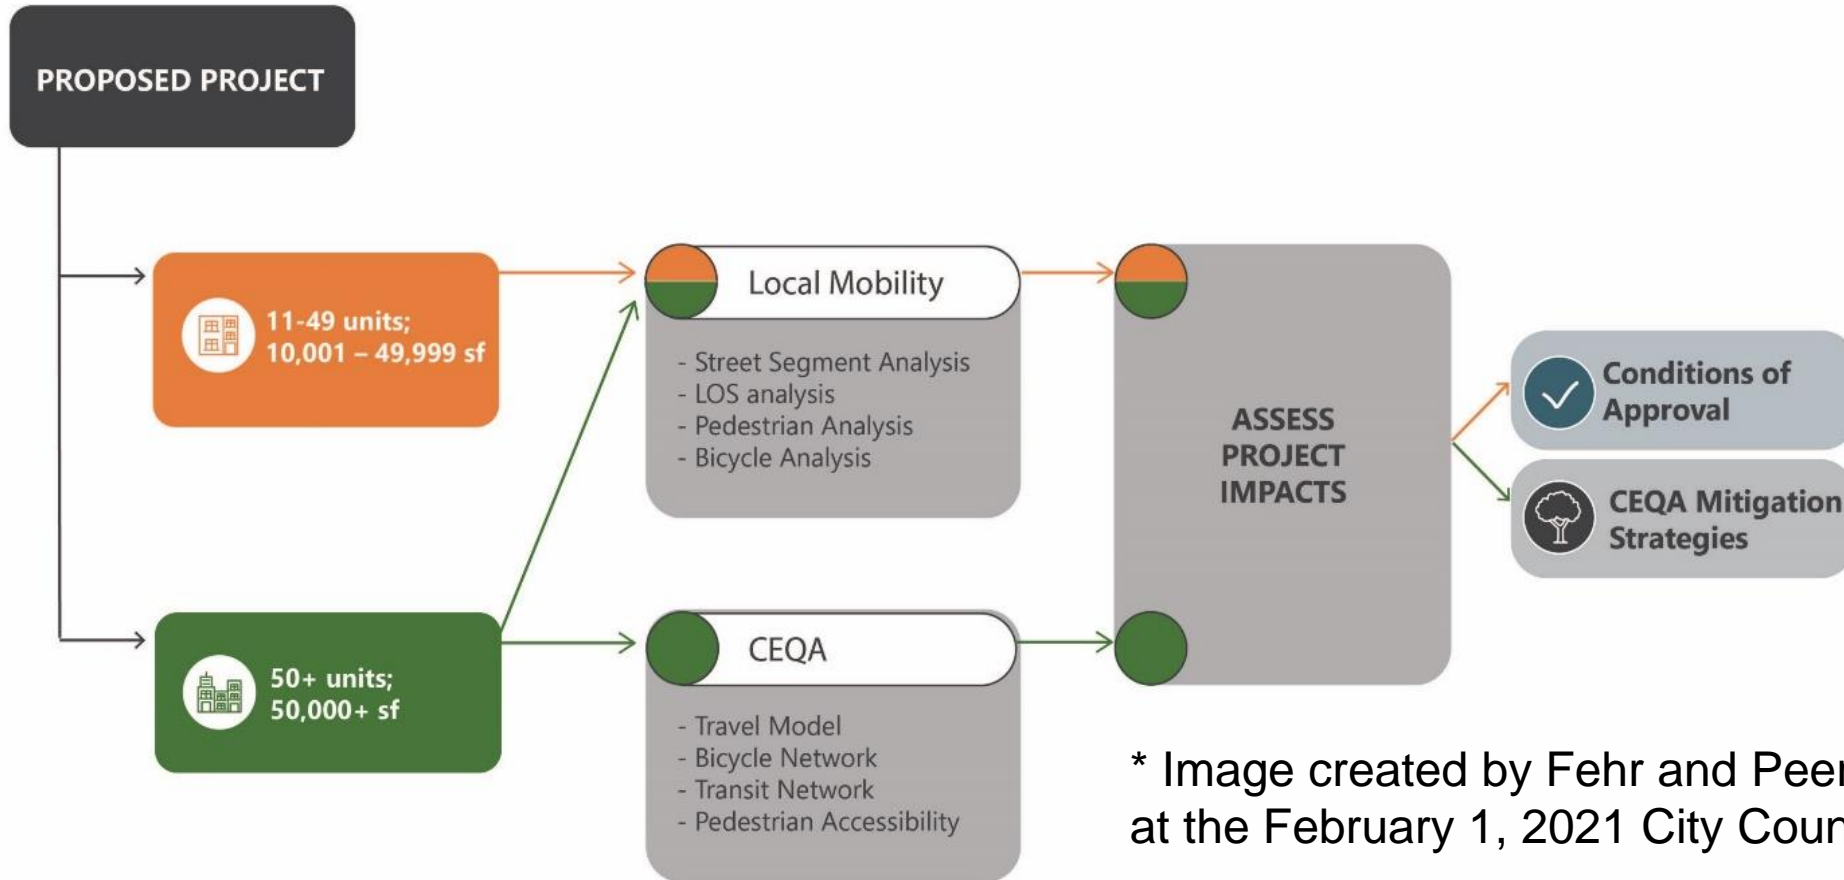 PROPOSED PROJECT
11-49 units;
10,001 – 49,999 sf
50+ units;
50,000+ sf
Local Mobility
- Street Segment Analysis
- LOS analysis
- Pedestrian Analysis
- Bicycle Analysis
CEQA
- Travel Model
- Bicycle Network
- Transit Network
- Pedestrian Accessibility
ASSESS
PROJECT
IMPACTS
Conditions of
Approval
CEQA Mitigation
Strategies
* Image created by Fehr and
at the February 1, 2021 City